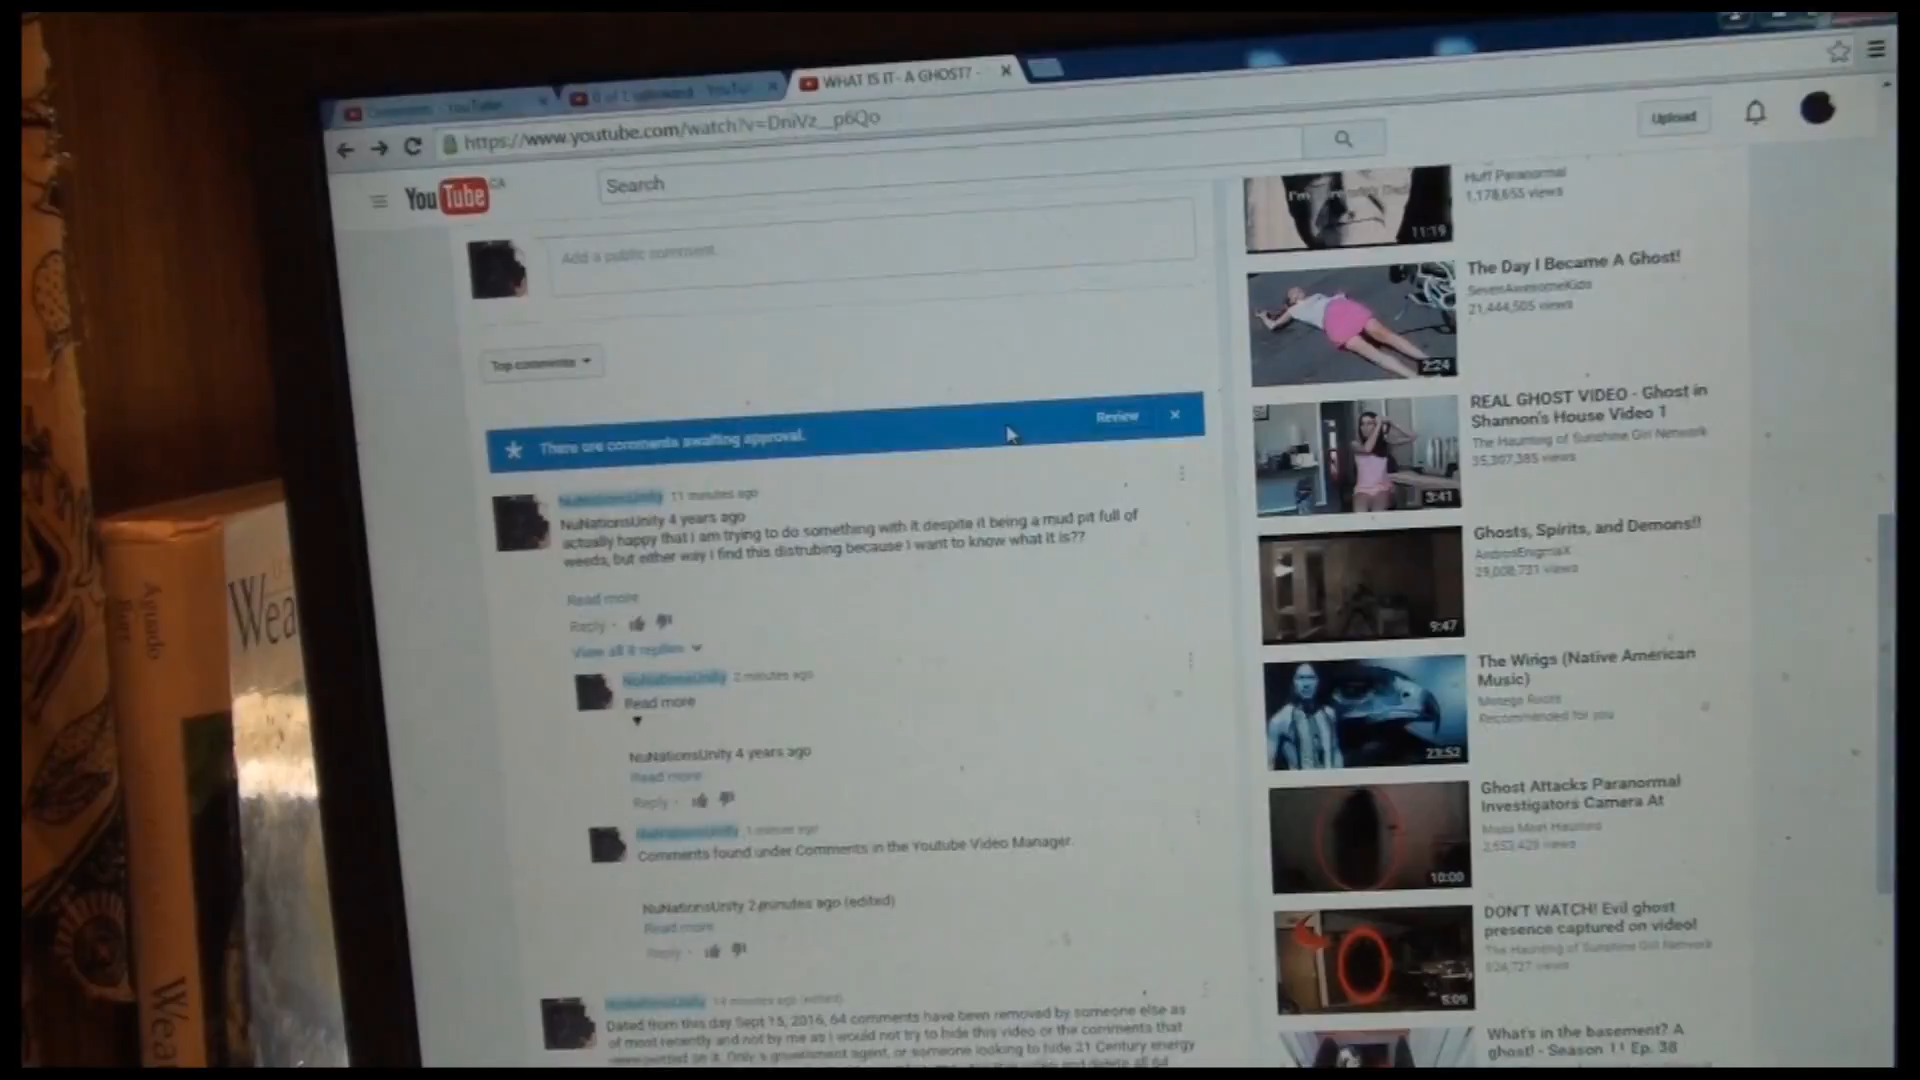 WHAT IS IT- A GHOST? -
https://www.youtube.com/watch?v=DniVz__p6Qo
YouTube CA
Search
Upload
Add a public comment
Top comments
There are comments awaiting approval.
Review
NuNationsUnity 11 minutes ago
NuNationsUnity 4 years ago
actually happy that I am trying to do something with it despite it being a mud pit full of
weeds, but either way I find this distrubing because I want to know what it is??
Read more
Reply
View all 8 replies
NuNationsUnity 2 minutes ago
Read more
NuNationsUnity 4 years ago
Read more
Reply
NuNationsUnity 1 minute ago
Comments found under Comments in the Youtube Video Manager.
NuNationsUnity 2 minutes ago (edited)
Read more
Reply
NuNationsUnity 14 minutes ago (edited)
Dated from this day Sept 15, 2016, 64 comments have been removed by someone else as
of most recently and not by me as I would not try to hide this video or the comments that
Only a government agent, or someone looking to hide 21 Century energy
Huff Paranormal
1,178,655 views
11:19
The Day I Became A Ghost!
SevenAwesomeKids
21,444,505 views
2:24
REAL GHOST VIDEO - Ghost in
Shannon's House Video 1
The Haunting of Sunshine Girl Network
35,307,385 views
3:41
Ghosts, Spirits, and Demons!!
AndrosEnigmaX
29,008,731 views
9:47
The Wings (Native American
Music)
Recommended for you
23:52
Ghost Attacks Paranormal
Investigators Camera At
2,653,429 views
10:00
DON'T WATCH! Evil ghost
presence captured on video!
The Haunting of Sunshine Girl Network
824,727 views
5:09
What's in the basement? A
ghost! - Season 11 Ep. 38
Aguado
Burt
Wea
Wea